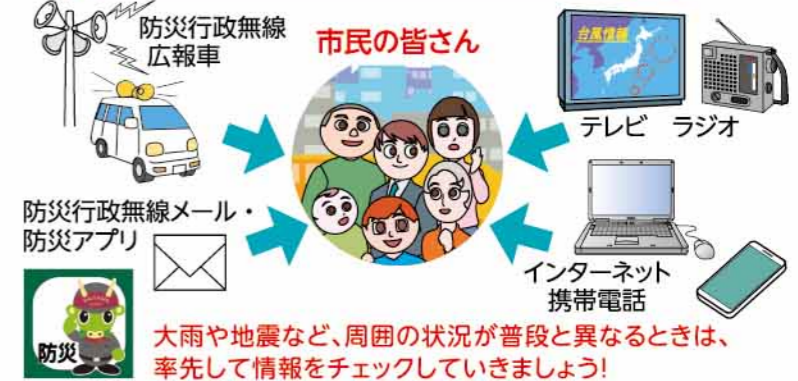 防災行政無線
広報車
市民の皆さん
台風情報
テレビ ラジオ
防災行政無線メール・
防災アプリ
インターネット
携帯電話
防災
大雨や地震など、周囲の状況が普段と異なるときは、
率先して情報をチェックしていきましょう!